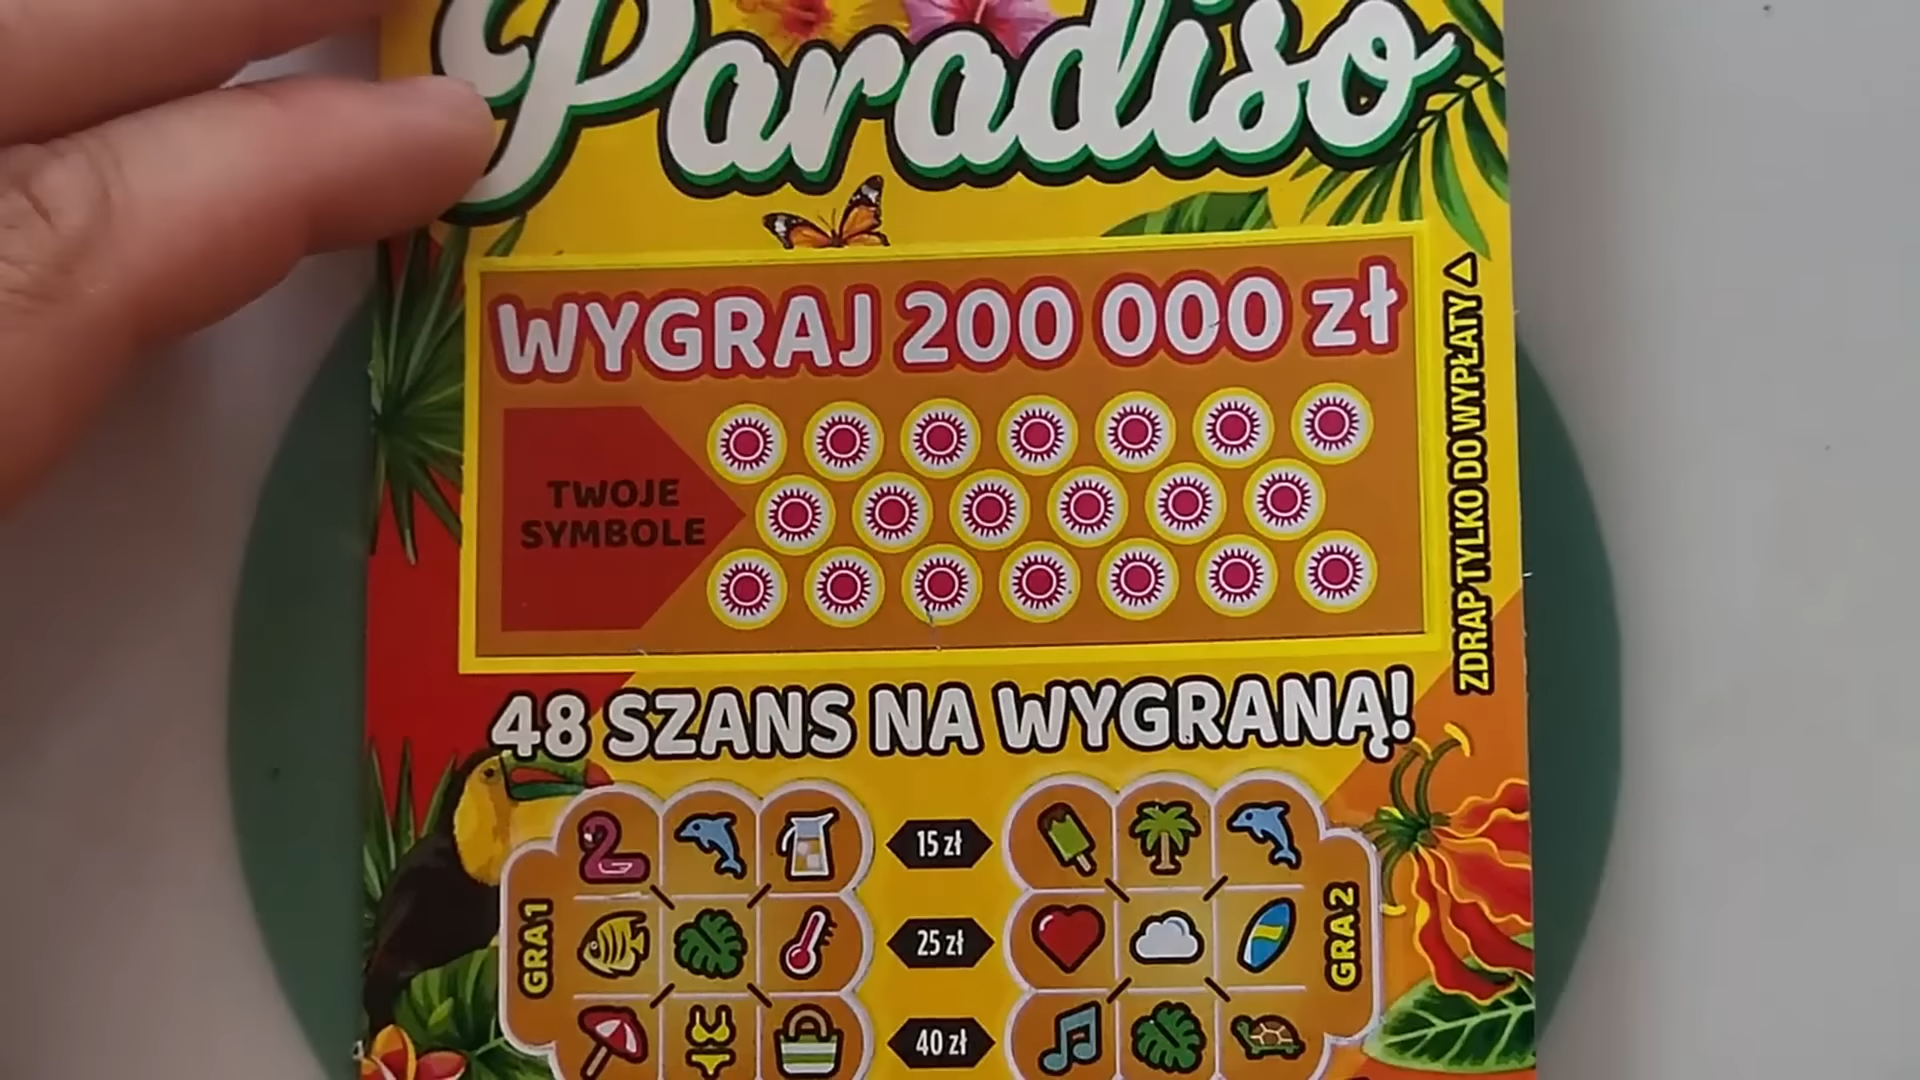 Paradiso
WYGRAJ 200 000 zł
TWOJE
SYMBOLE
ZDRAP TYLKO DO WYPŁATY
48 SZANS NA WYGRANĄ!
GRA 1
15 zł
25 zł
40 zł
GRA 2